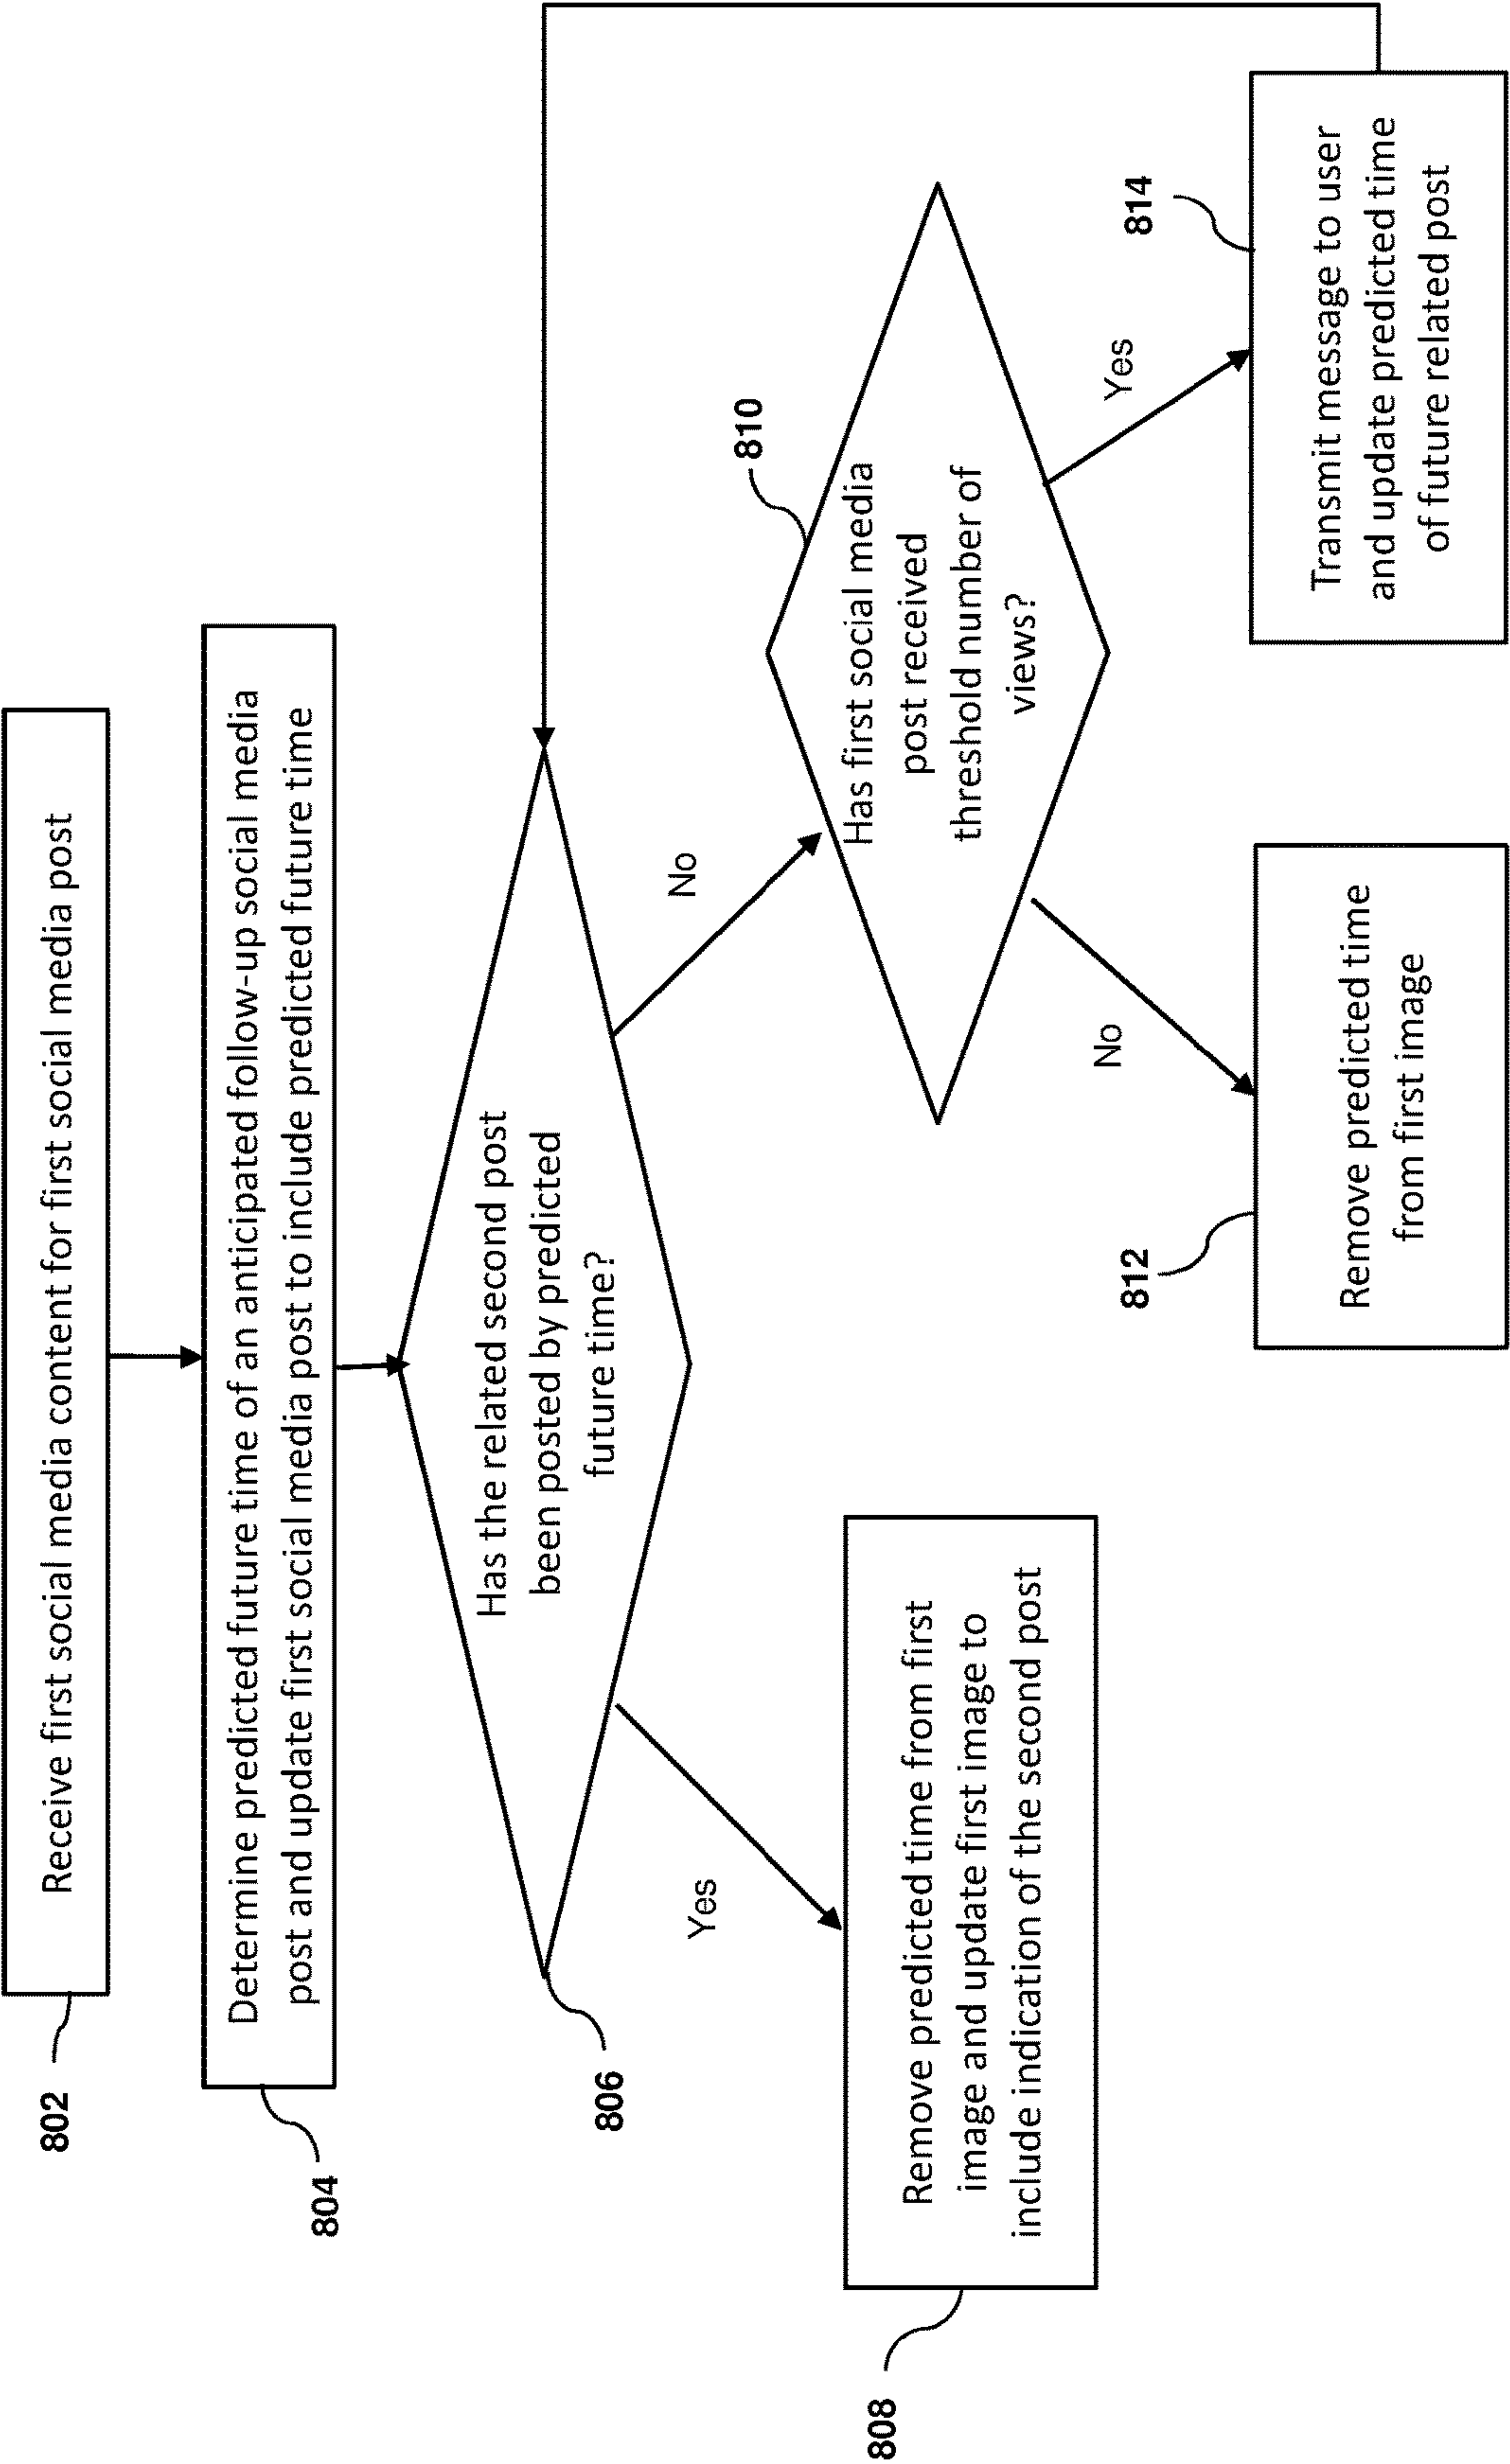 802
Receive first social media content for first social media post
804
Determine predicted future time of an anticipated follow-up social media
post and update first social media post to include predicted future time
806
Has the related second post
been posted by predicted
future time?
Yes
No
808
Remove predicted time from first
image and update first image to
include indication of the second post
810
Has first social media
post received
threshold number of
views?
No
Yes
812
Remove predicted time
from first image
814
Transmit message to user
and update predicted time
of future related post